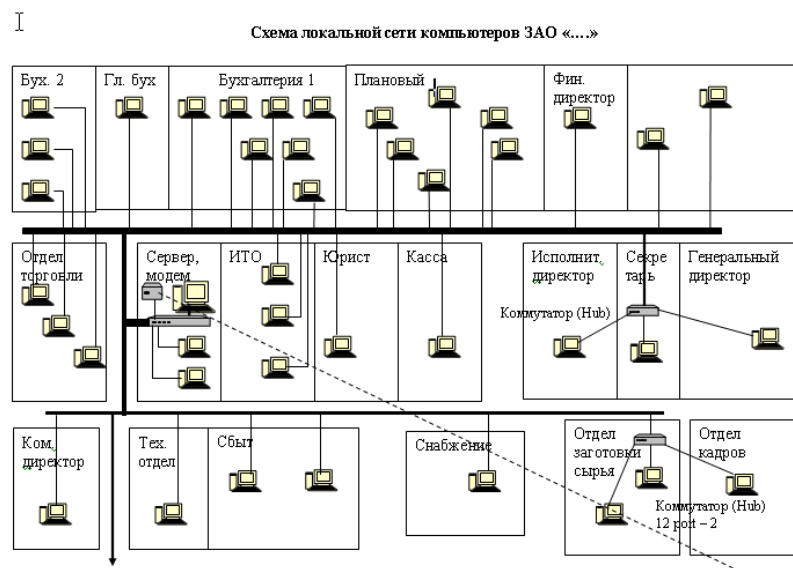 Схема локальной сети компьютеров ЗАО «....»
Бух. 2
Гл. бух
Бухгалтерия 1
Плановый
Фин.
директор
Отдел
торговли
Сервер,
модем
ИТО
Юрист
Касса
Исполнит,
директор
Секре
тарь
Генеральный
директор
Коммутатор (Hub)
Ком,
директор
Тех.
отдел
Сбыт
Снабжение
Отдел
заготовки
сырья
Отдел
кадров
Коммутатор (Hub)
12 port – 2